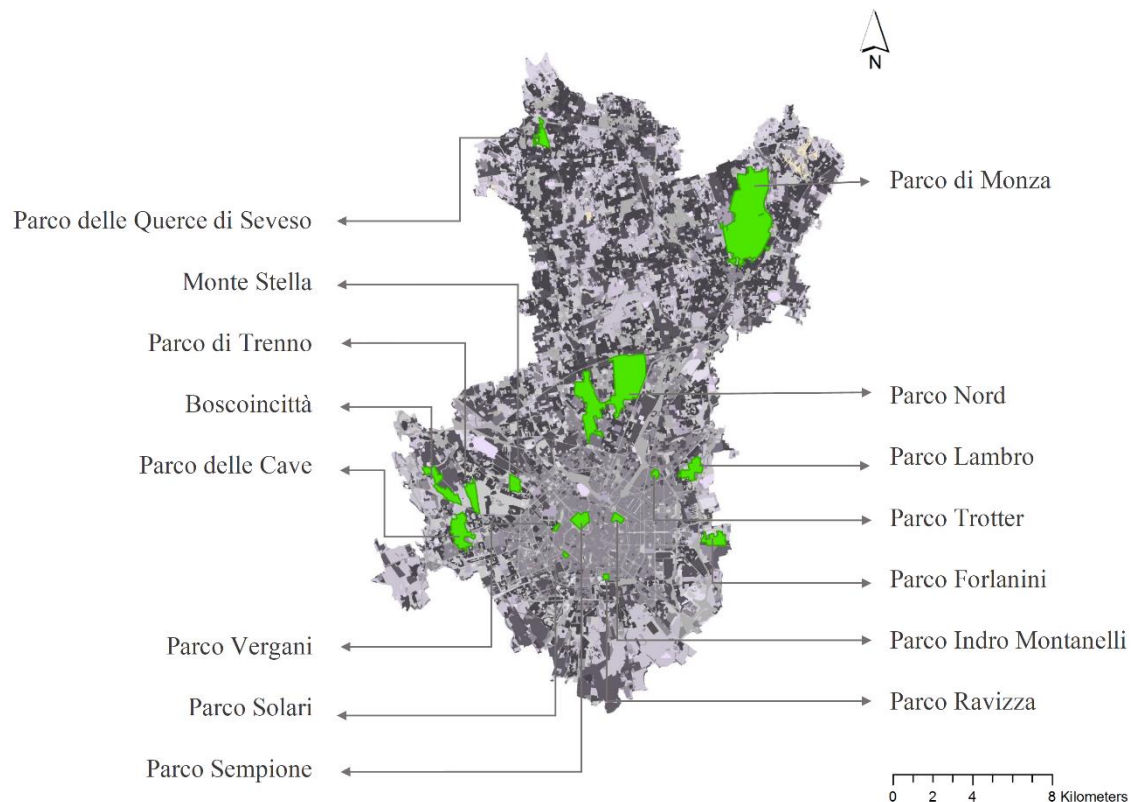 N
Parco di Monza
Parco delle Querce di Seveso
Monte Stella
Parco di Trenno
Boscoincittà
Parco Nord
Parco delle Cave
Parco Lambro
Parco Trotter
Parco Forlanini
Parco Vergani
Parco Indro Montanelli
Parco Solari
Parco Ravizza
Parco Sempione
0 2 4 8 Kilometers